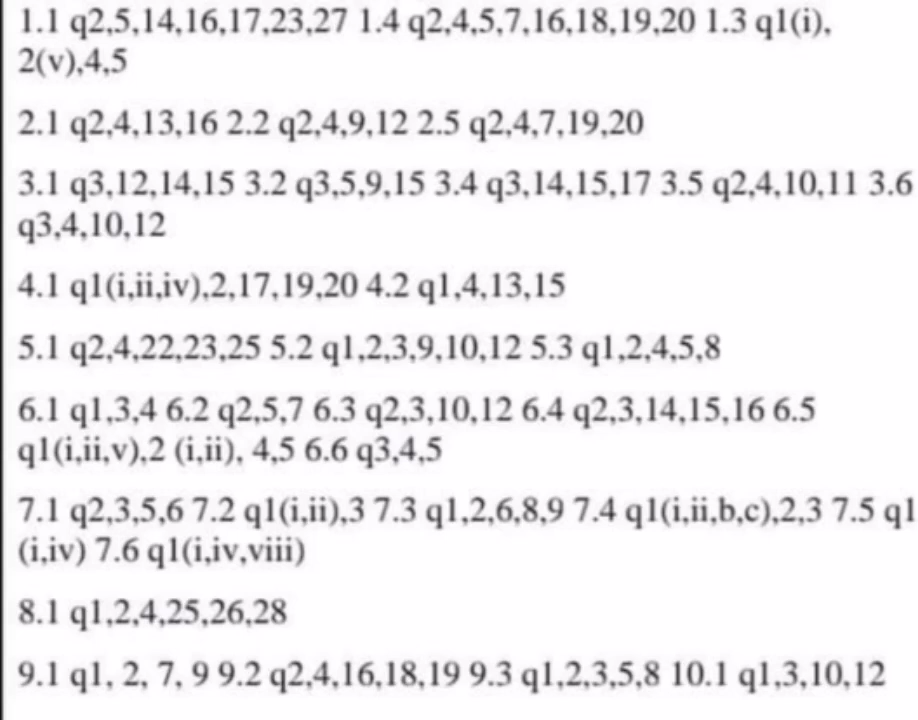 1.1 q2,5,14,16,17,23,27 1.4 q2,4,5,7,16,18,19,20 1.3 q1(i),
2(v),4,5
2.1 q2,4,13,16 2.2 q2,4,9,12 2.5 q2,4,7,19,20
3.1 q3,12,14,15 3.2 q3,5,9,15 3.4 q3,14,15,17 3.5 q2,4,10,11 3.6
q3,4,10,12
4.1 q1(i,ii,iv),2,17,19,20 4.2 q1,4,13,15
5.1 q2,4,22,23,25 5.2 q1,2,3,9,10,12 5.3 q1,2,4,5,8
6.1 q1,3,4 6.2 q2,5,7 6.3 q2,3,10,12 6.4 q2,3,14,15,16 6.5
q1(i,ii,v),2 (i,ii), 4,5 6.6 q3,4,5
7.1 q2,3,5,6 7.2 q1(i,ii),3 7.3 q1,2,6,8,9 7.4 q1(i,ii,b,c),2,3 7.5 q1
(i,iv) 7.6 q1(i,iv,viii)
8.1 q1,2,4,25,26,28
9.1 q1, 2, 7, 9 9.2 q2,4,16,18,19 9.3 q1,2,3,5,8 10.1 q1,3,10,12